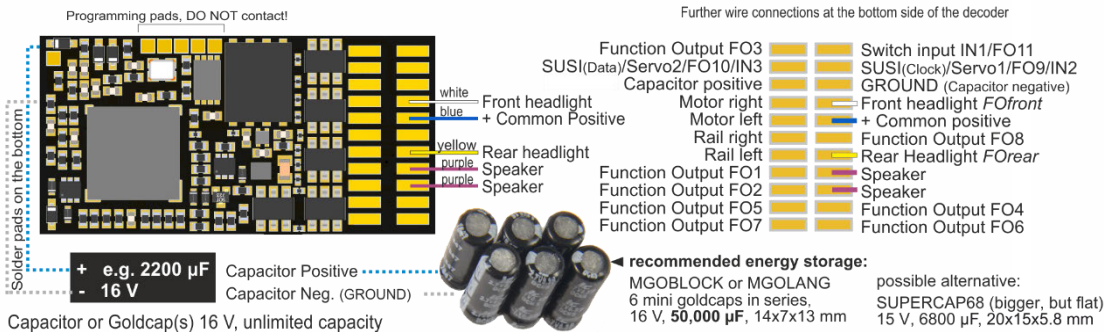 Programming pads, DO NOT contact!
Solder pads on the bottom
white
Front headlight
blue
+ Common Positive
yellow
Rear headlight
purple
Speaker
purple
Speaker
+ e.g. 2200 µF
- 16 V
Capacitor Positive
Capacitor Neg. (GROUND)
Capacitor or Goldcap(s) 16 V, unlimited capacity
Further wire connections at the bottom side of the decoder
Function Output FO3
Switch input IN1/FO11
SUSI(Data)/Servo2/FO10/IN3
SUSI(Clock)/Servo1/FO9/IN2
Capacitor positive
GROUND (Capacitor negative)
Motor right
Front headlight FOfront
Motor left
+ Common positive
Rail right
Function Output FO8
Rail left
Rear Headlight FOrear
Function Output FO1
Speaker
Function Output FO2
Speaker
Function Output FO5
Function Output FO4
Function Output FO7
Function Output FO6
recommended energy storage:
MGOBLOCK or MGOLANG
6 mini goldcaps in series,
16 V, 50,000 µF, 14x7x13 mm
possible alternative:
SUPERCAP68 (bigger, but flat)
15 V, 6800 µF, 20x15x5.8 mm